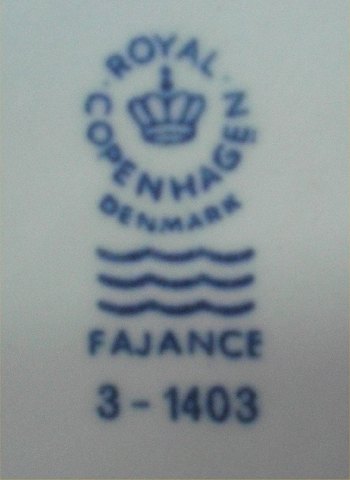 ROYAL
COPENHAGEN
DENMARK
FAJANCE
3-1403